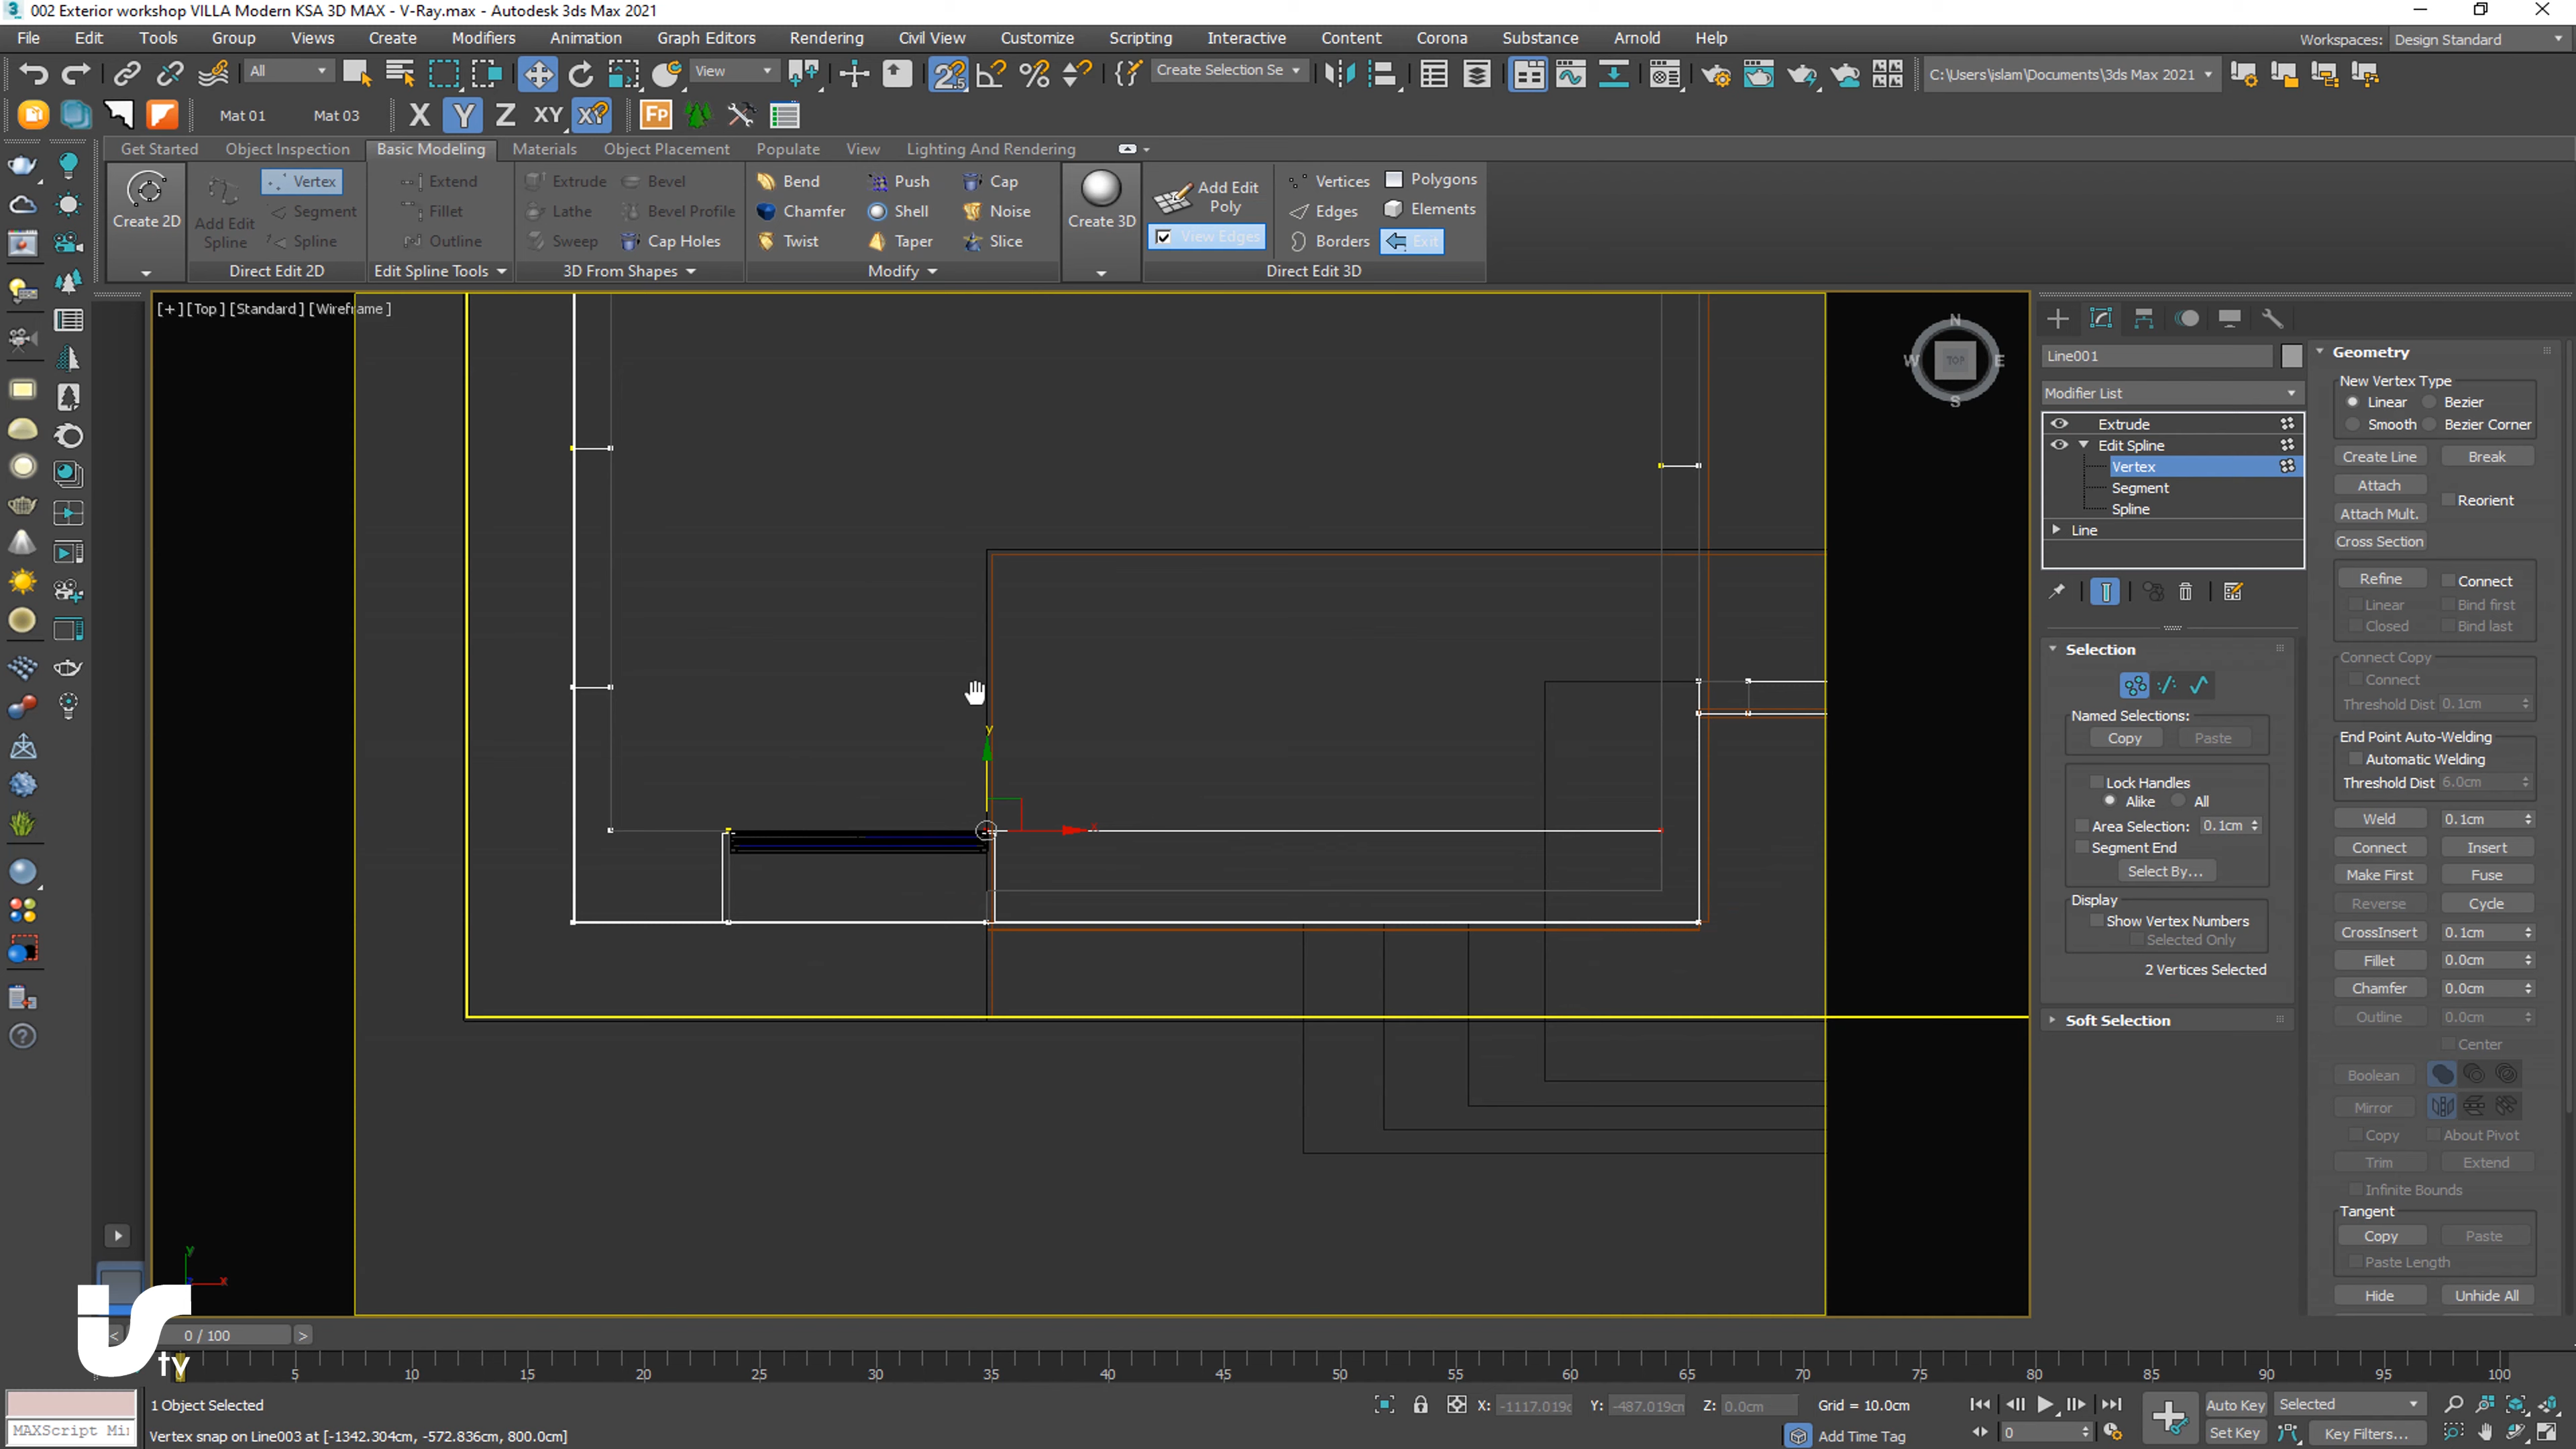 002 Exterior workshop VILLA Modern KSA 3D MAX - V-Ray.max - Autodesk 3ds Max 2021
File Edit Tools Group Views Create Modifiers Animation Graph Editors Rendering Civil View Customize Scripting Interactive Content Corona Substance Arnold Help Workspaces: Design Standard
All View Create Selection Se C:\Users\islam\Documents\3ds Max 2021
Mat 01 Mat 03 X Y Z XY Fp
Get Started Object Inspection Basic Modeling Materials Object Placement Populate View Lighting And Rendering
Create 2D
Add Edit Spline
Vertex
Segment
Spline
Direct Edit 2D
Extend
Fillet
Outline
Edit Spline Tools
Extrude Bevel
Lathe Bevel Profile
Sweep Cap Holes
3D From Shapes
Bend Push Cap
Chamfer Shell Noise
Twist Taper Slice
Modify
Create 3D
Add Edit Poly
View Edges
Vertices Polygons
Edges Elements
Borders Exit
Direct Edit 3D
[+] [Top] [Standard] [Wireframe]
N
W TOP E
S
y
x
y
x
Line001
Modifier List
Extrude
Edit Spline
Vertex
Segment
Spline
Line
Selection
Named Selections:
Copy Paste
Lock Handles
Alike All
Area Selection: 0.1cm
Segment End
Select By...
Display
Show Vertex Numbers
Selected Only
2 Vertices Selected
Soft Selection
Geometry
New Vertex Type
Linear Bezier
Smooth Bezier Corner
Create Line Break
Attach Reorient
Attach Mult.
Cross Section
Refine Connect
Linear Bind first
Closed Bind last
Connect Copy
Connect
Threshold Dist 0.1cm
End Point Auto-Welding
Automatic Welding
Threshold Dist 6.0cm
Weld 0.1cm
Connect Insert
Make First Fuse
Reverse Cycle
CrossInsert 0.1cm
Fillet 0.0cm
Chamfer 0.0cm
Outline 0.0cm
Center
Boolean
Mirror
Copy About Pivot
Trim Extend
Infinite Bounds
Tangent
Copy Paste
Paste Length
Hide Unhide All
tv
< 0 / 100 >
5 10 15 20 25 30 35 40 45 50 55 60 65 70 75 80 85 90 95 100
1 Object Selected X: -1117.019c Y: -487.019cm Z: 0.0cm Grid = 10.0cm Auto Key Selected
MAXScript Mi Vertex snap on Line003 at [-1342.304cm, -572.836cm, 800.0cm] Add Time Tag 0 Set Key Key Filters...